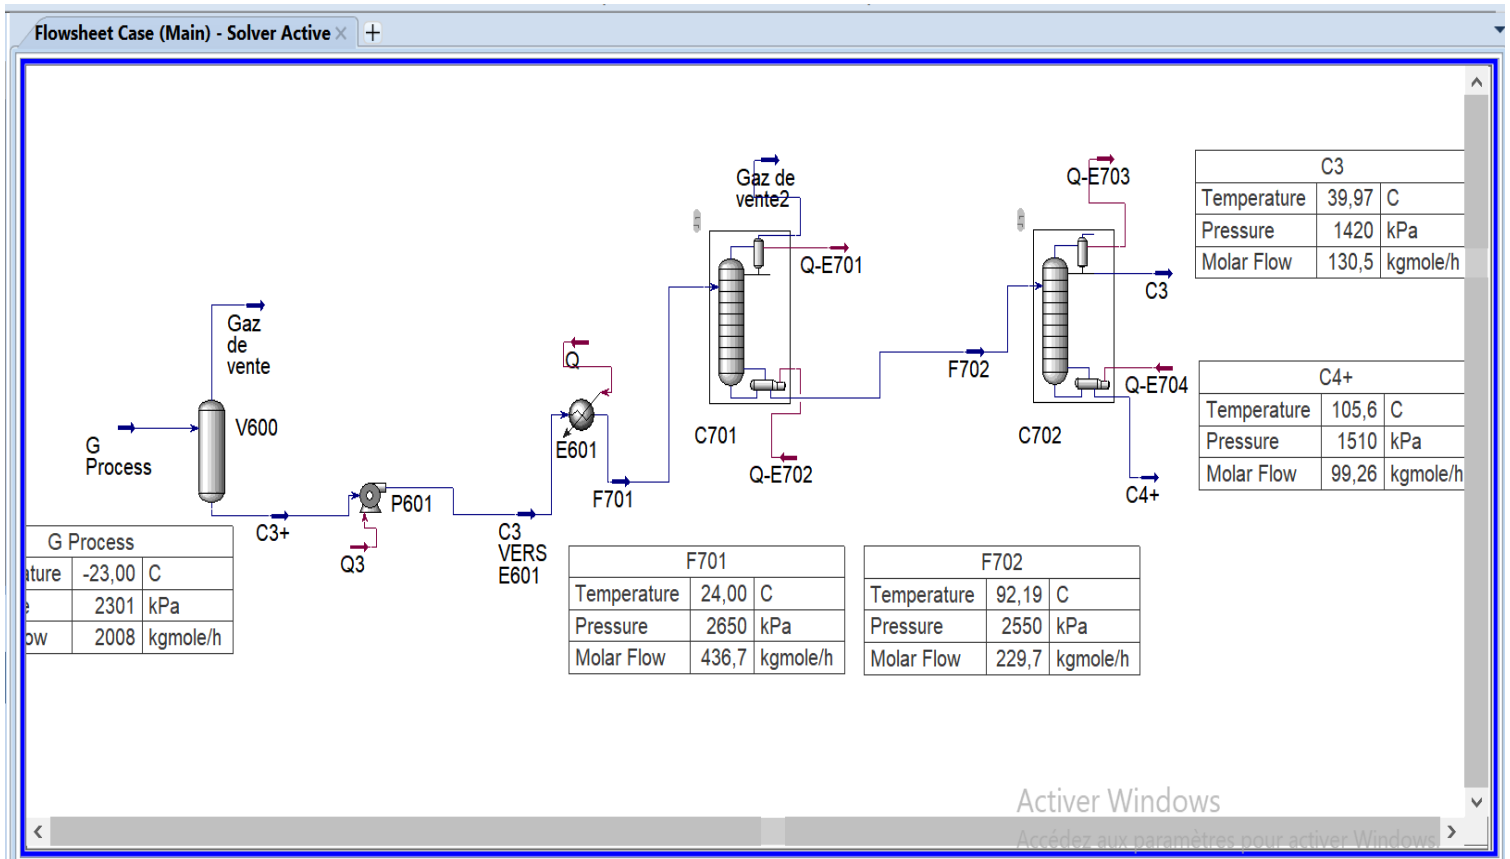 Flowsheet Case (Main) - Solver Active
Gaz de
vente2
Q-E701
Q-E703
C3
C3
Temperature 39,97 C
Pressure 1420 kPa
Molar Flow 130,5 kgmole/h
Gaz
de
vente
V600
G
Process
Q
E601
F701
C701
Q-E702
F702
C702
Q-E704
C4+
C4+
Temperature 105,6 C
Pressure 1510 kPa
Molar Flow 99,26 kgmole/h
P601
C3+
Q3
C3
VERS
E601
G Process
ature -23,00 C
e 2301 kPa
ow 2008 kgmole/h
F701
Temperature 24,00 C
Pressure 2650 kPa
Molar Flow 436,7 kgmole/h
F702
Temperature 92,19 C
Pressure 2550 kPa
Molar Flow 229,7 kgmole/h
Activer Windows
Accédez aux paramètres pour activer Windows.